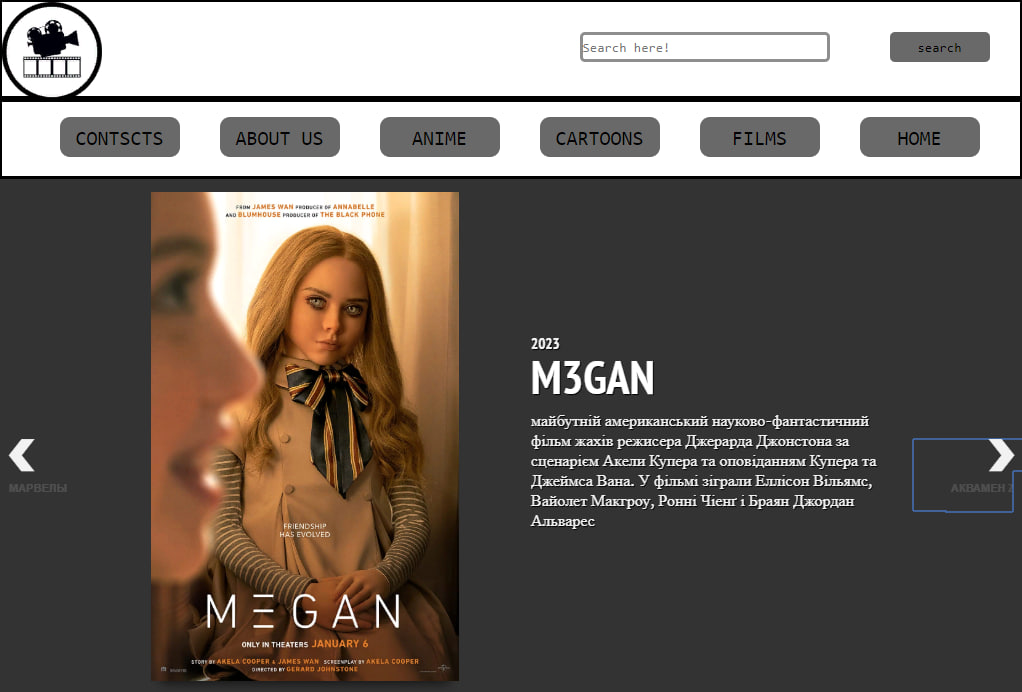 Search here!
search
CONTSCTS
ABOUT US
ANIME
CARTOONS
FILMS
HOME
FROM JAMES WAN PRODUCER OF ANNABELLE
AND BLUMHOUSE PRODUCER OF THE BLACK PHONE
FRIENDSHIP
HAS EVOLVED
M Ξ G A N
ONLY IN THEATERS JANUARY 6
STORY BY AKELA COOPER & JAMES WAN SCREENPLAY BY AKELA COOPER
DIRECTED BY GERARD JOHNSTONE
2023
M3GAN
майбутній американський науково-фантастичний
фільм жахів режисера Джерарда Джонстона за
сценарієм Акели Купера та оповіданням Купера та
Джеймса Вана. У фільмі зіграли Еллісон Вільямс,
Вайолет Макгроу, Ронні Чіенґ і Браян Джордан
Альварес
МАРВЕЛЫ
АКВАМЕН 2